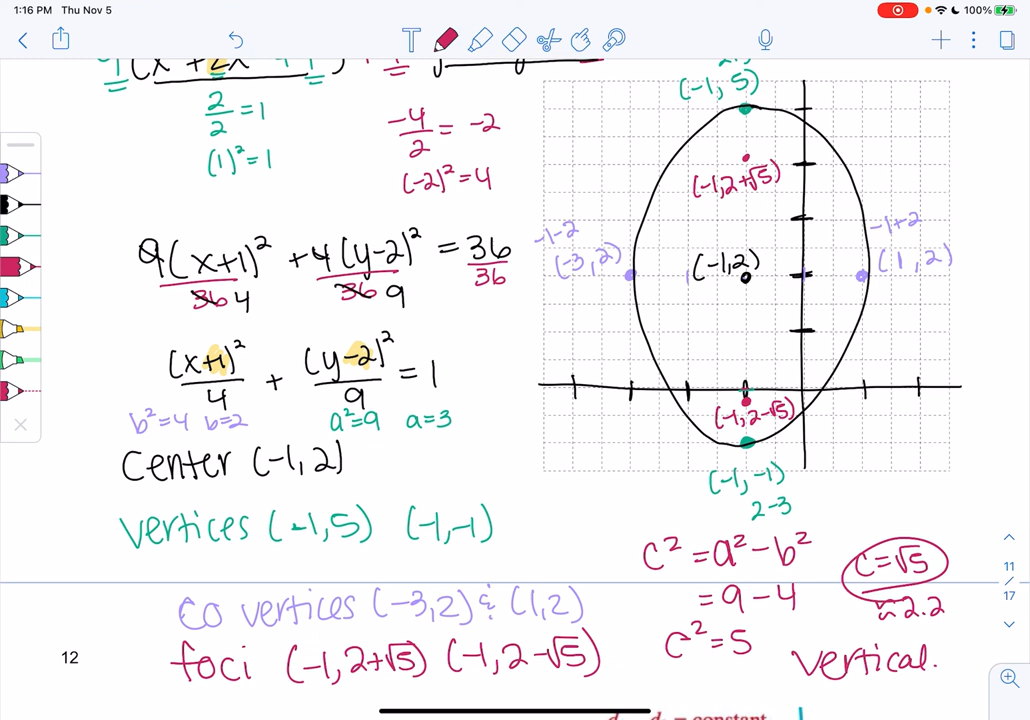 1:16 PM Thu Nov 5
100%
2/2 = 1
(1)² = 1
-4/2 = -2
(-2)² = 4
9(x+1)²/36 4 + 4(y-2)²/36 9 = 36/36
(x+1)²/4 + (y-2)²/9 = 1
b²=4 b=2 a²=9 a=3
Center (-1,2)
vertices (-1,5) (-1,-1)
co vertices (-3,2) & (1,2)
foci (-1,2+√5) (-1,2-√5)
(-1,5)
(-1,2+√5)
-1-2
(-3,2)
(-1,2)
-1+2
(1,2)
(-1,2-√5)
(-1,-1)
2-3
c² = a² - b²
= 9 - 4
c² = 5
c=√5
≈2.2
vertical.
11
17
12
= constant